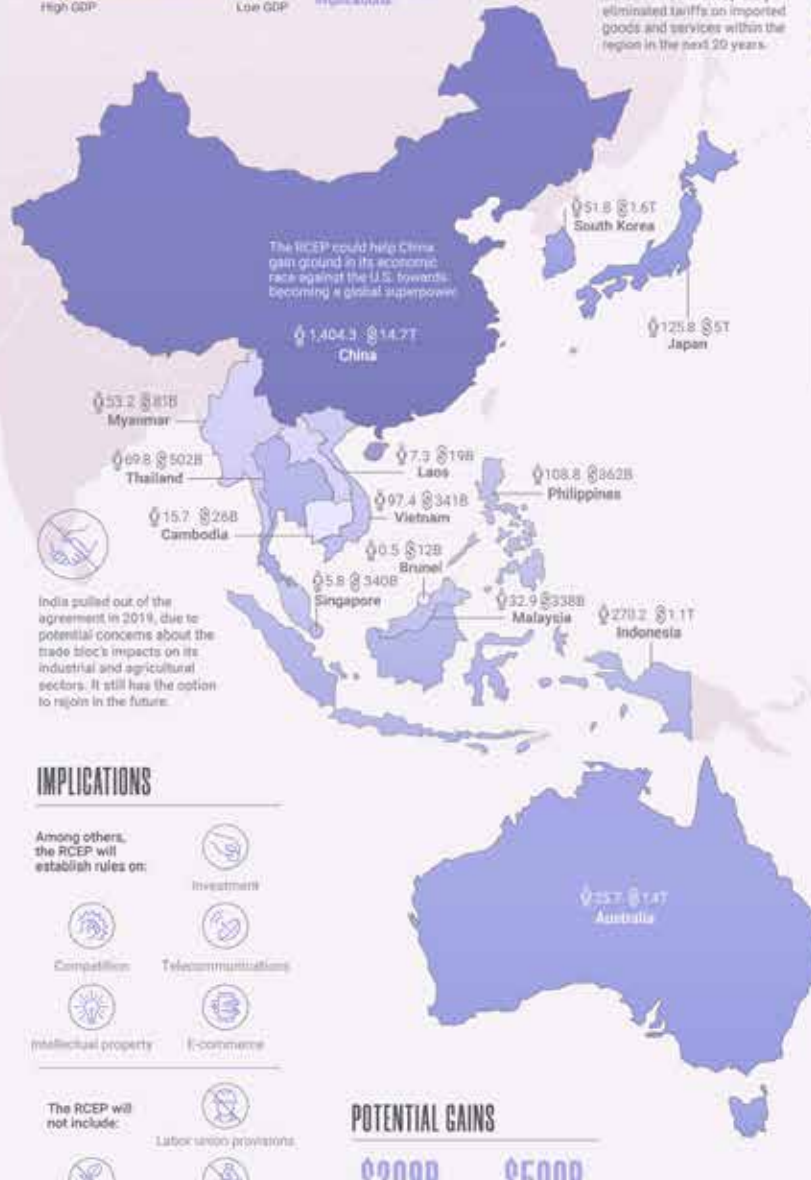 High GDP
Low GDP
Implications
eliminated tariffs on imported
goods and services within the
region in the next 20 years.
51.8 $1.6T
South Korea
The RCEP could help China
gain ground in its economic
race against the U.S. towards
becoming a global superpower.
1,404.3 $14.7T
China
125.8 $5T
Japan
53.2 $81B
Myanmar
69.8 $502B
Thailand
7.3 $19B
Laos
108.8 $362B
Philippines
97.4 $341B
Vietnam
15.7 $26B
Cambodia
0.5 $12B
Brunei
5.8 $340B
Singapore
32.9 $338B
Malaysia
270.2 $1.1T
Indonesia
India pulled out of the
agreement in 2019, due to
potential concerns about the
trade bloc's impacts on its
industrial and agricultural
sectors. It still has the option
to rejoin in the future.
IMPLICATIONS
Among others,
the RCEP will
establish rules on:
Investment
Competition
Telecommunications
Intellectual property
E-commerce
25.7 $1.4T
Australia
The RCEP will
not include:
Labor union provisions
POTENTIAL GAINS